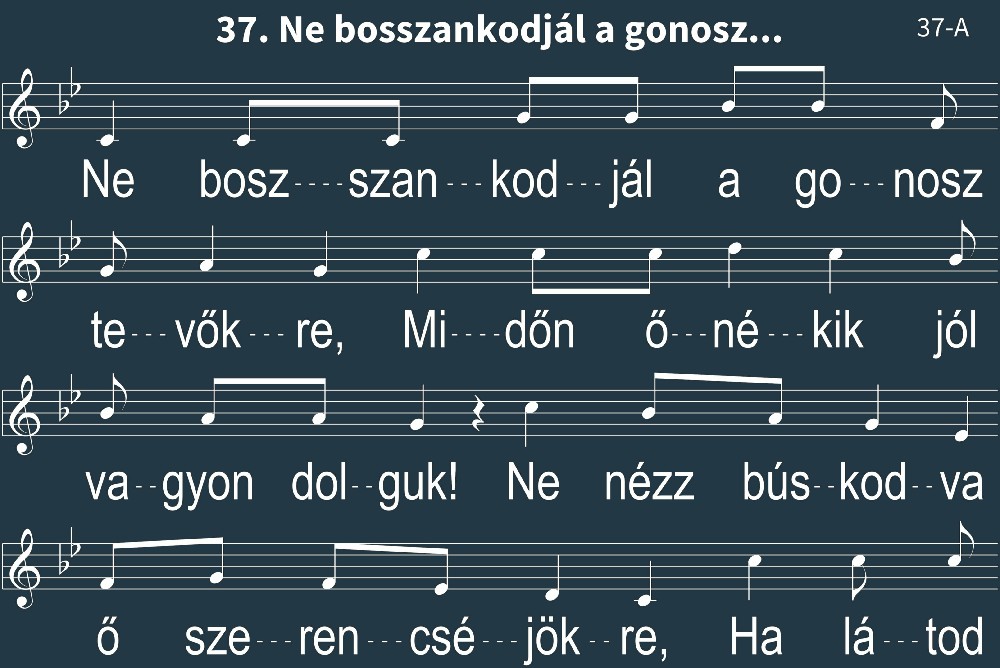 37. Ne bosszankodjál a gonosz...
37-A
Ne bosz----szan---kod---jál a go---nosz
te---vők---re, Mi----dőn ő---né---kik jól
va--gyon dol--guk! Ne nézz bús--kod--va
ő sze---ren---csé---jök--re, Ha lá---tod